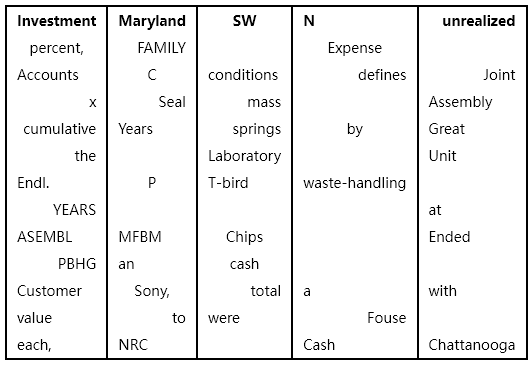 Investment Maryland SW N unrealized
percent, FAMILY Expense
Accounts C conditions defines Joint
x Seal mass Assembly
cumulative Years springs by Great
the Laboratory Unit
Endl. P T-bird waste-handling
YEARS at
ASEMBL MFBM Chips Ended
PBHG an cash
Customer Sony, total a with
value to were Fouse
each, NRC Cash Chattanooga